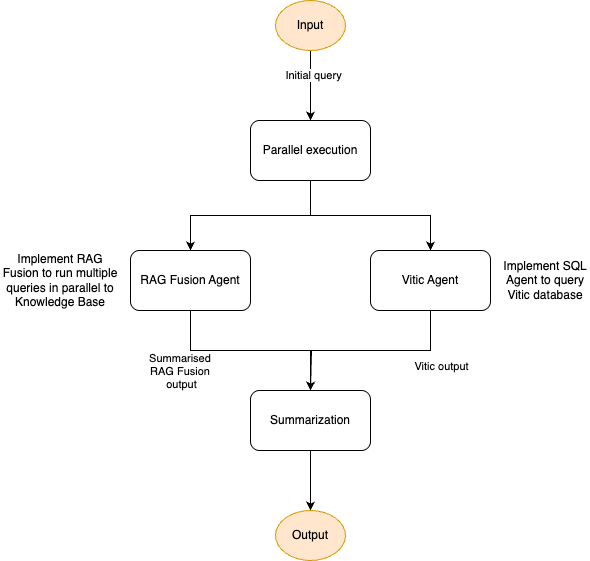 Input
Initial query
Parallel execution
Implement RAG
Fusion to run multiple
queries in parallel to
Knowledge Base
RAG Fusion Agent
Vitic Agent
Implement SQL
Agent to query
Vitic database
Summarised
RAG Fusion
output
Vitic output
Summarization
Output